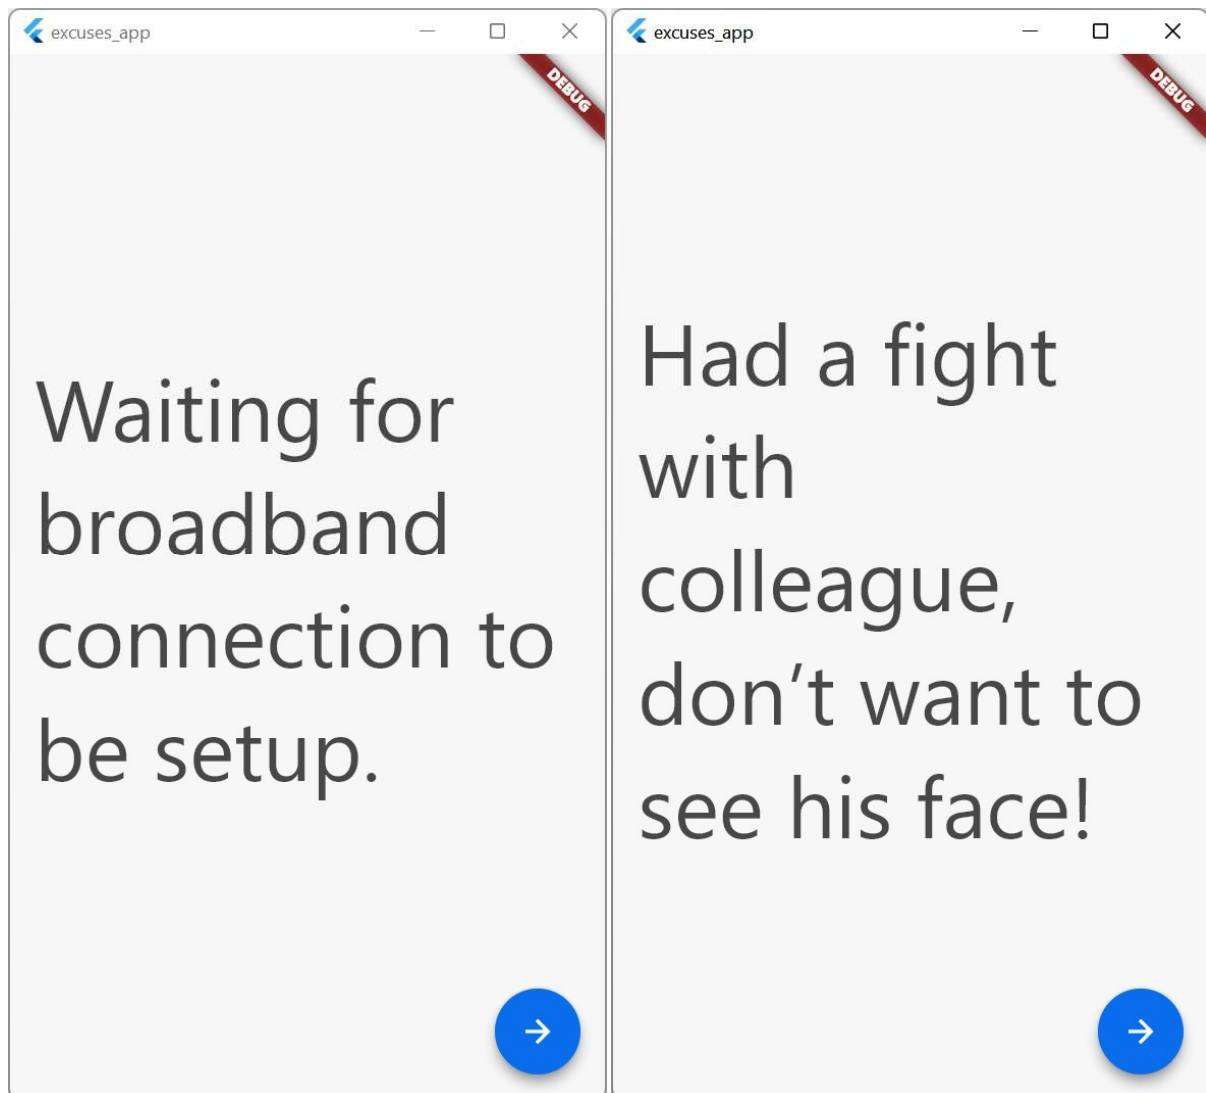 excuses_app
DEBUG
Waiting for
broadband
connection to
be setup.
excuses_app
DEBUG
Had a fight
with
colleague,
don’t want to
see his face!